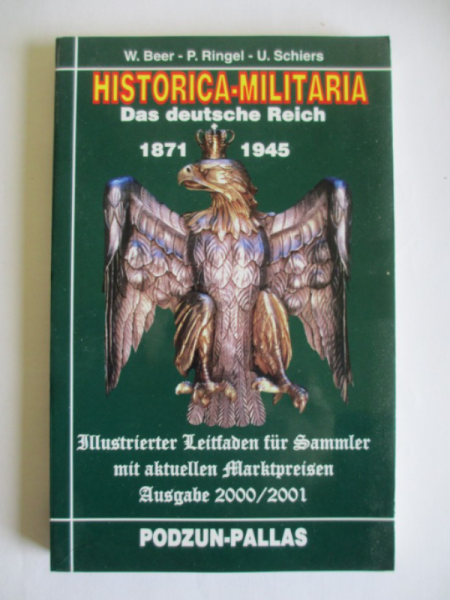 W. Beer - P. Ringel - U. Schiers
HISTORICA-MILITARIA
Das deutsche Reich
1871 1945
Illustrierter Leitfaden für Sammler
mit aktuellen Marktpreisen
Ausgabe 2000/2001
PODZUN-PALLAS